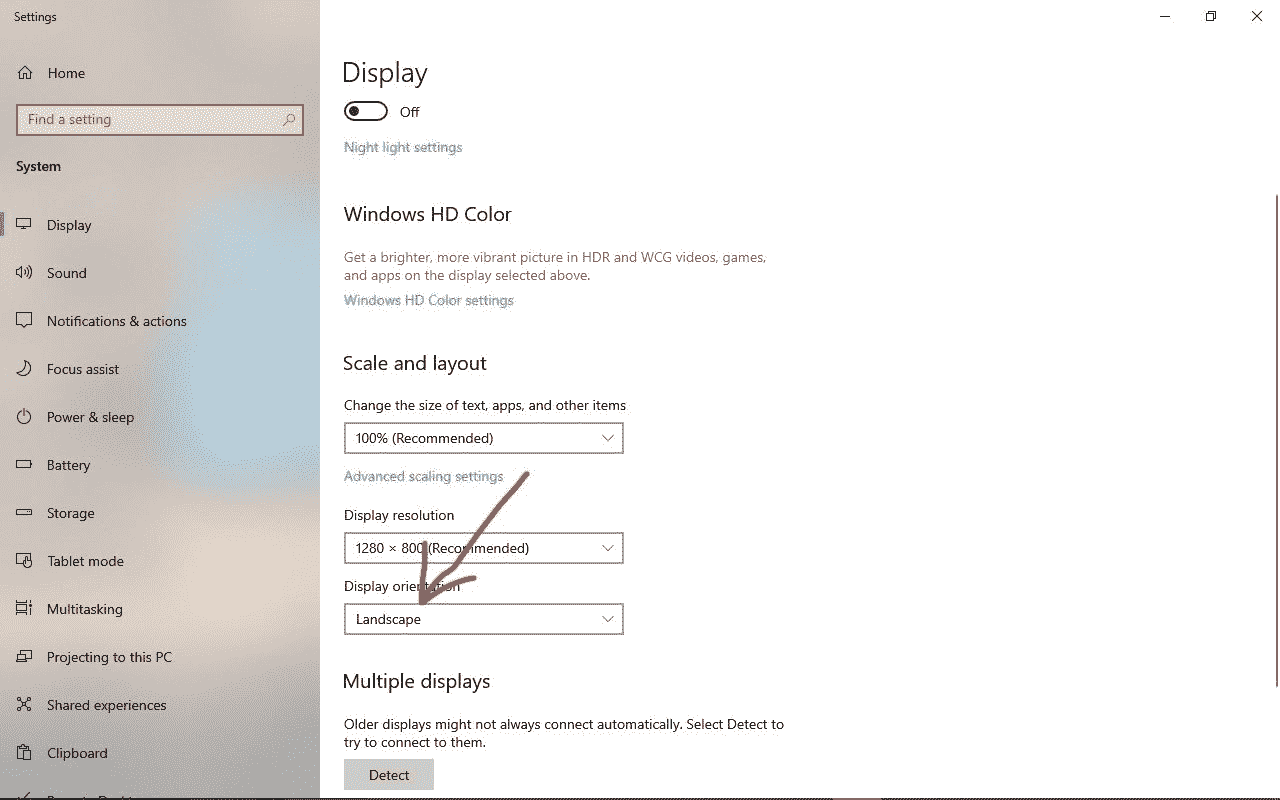 Settings
Home
Find a setting
System
Display
Sound
Notifications & actions
Focus assist
Power & sleep
Battery
Storage
Tablet mode
Multitasking
Projecting to this PC
Shared experiences
Clipboard
Display
Off
Night light settings
Windows HD Color
Get a brighter, more vibrant picture in HDR and WCG videos, games,
and apps on the display selected above.
Windows HD Color settings
Scale and layout
Change the size of text, apps, and other items
100% (Recommended)
Advanced scaling settings
Display resolution
1280 × 800 (Recommended)
Display orientation
Landscape
Multiple displays
Older displays might not always connect automatically. Select Detect to
try to connect to them.
Detect